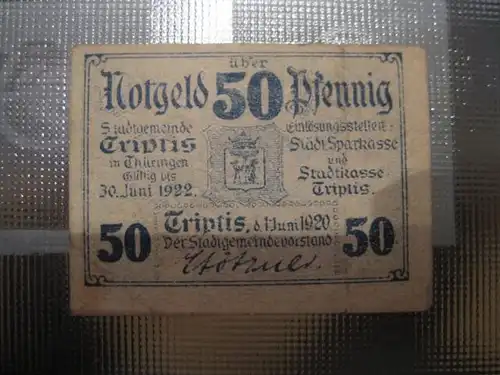 über
Notgeld 50 Pfennig
Stadtgemeinde
Triptis
in Thüringen
Gültig bis
30. Juni 1922.
Einlösungsstellen:
Städt. Sparkasse
und
Stadtkasse
Triptis.
Triptis, d. 1. Juni 1920
Der Stadtgemeindevorstand
50
50